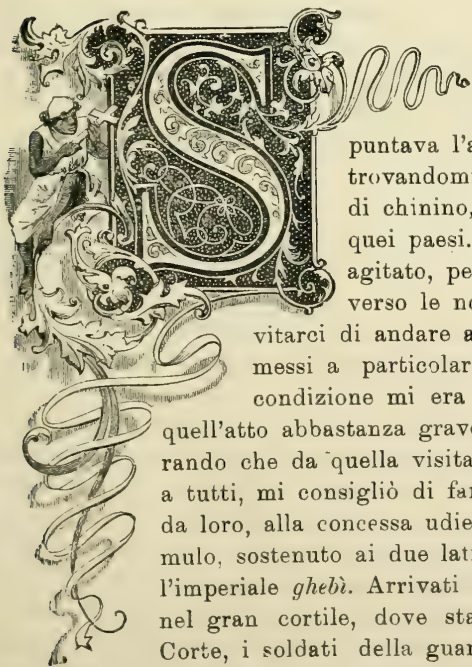 S
puntava l'a
trovandom
di chinino,
quei paesi.
agitato, pe
verso le no
vitarci di andare a
messi a particolar
condizione mi era
quell'atto abbastanza grav
rando che da quella visita
a tutti, mi consigliò di far
da loro, alla concessa udie
mulo, sostenuto ai due lat
l'imperiale ghebì. Arrivati
nel gran cortile, dove sta
Corte, i soldati della guar